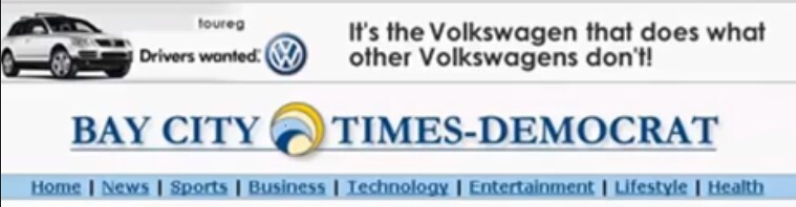 toureg
Drivers wanted.
It's the Volkswagen that does what
other Volkswagens don't!
BAY CITY TIMES-DEMOCRAT
Home | News | Sports | Business | Technology | Entertainment | Lifestyle | Health